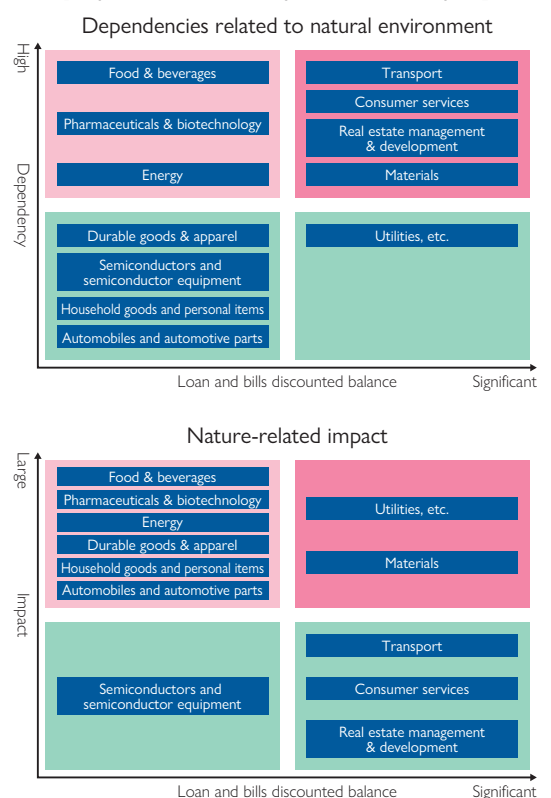 Dependencies related to natural environment
High
Dependency
Food & beverages
Pharmaceuticals & biotechnology
Energy
Transport
Consumer services
Real estate management
& development
Materials
Durable goods & apparel
Semiconductors and
semiconductor equipment
Household goods and personal items
Automobiles and automotive parts
Utilities, etc.
Loan and bills discounted balance
Significant
Nature-related impact
Large
Impact
Food & beverages
Pharmaceuticals & biotechnology
Energy
Durable goods & apparel
Household goods and personal items
Automobiles and automotive parts
Utilities, etc.
Materials
Semiconductors and
semiconductor equipment
Transport
Consumer services
Real estate management
& development
Loan and bills discounted balance
Significant